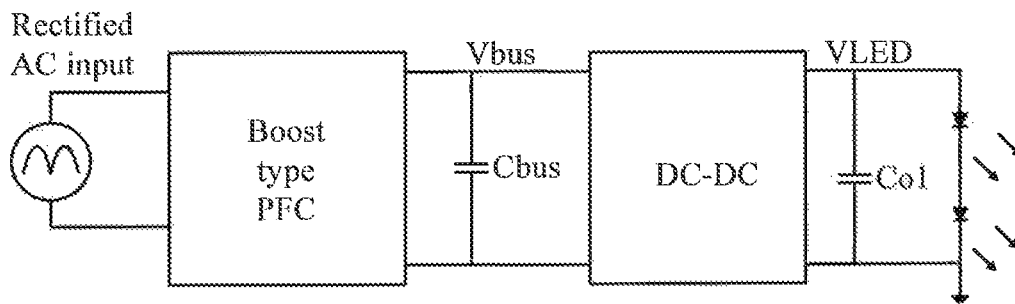 Rectified
AC input
Boost
type
PFC
Vbus
Cbus
DC-DC
VLED
Co1